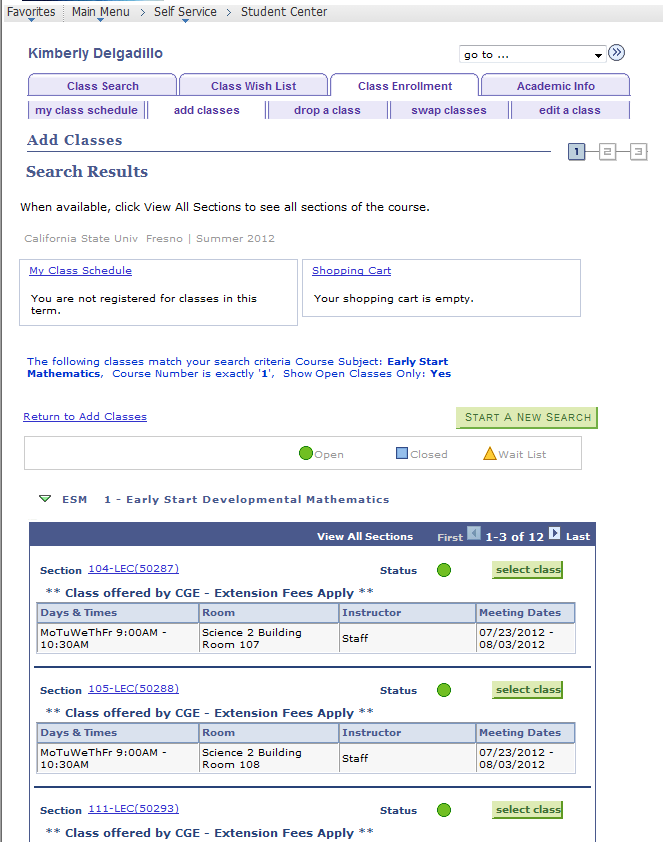 Favorites Main Menu > Self Service > Student Center
Kimberly Delgadillo
go to ...
Class Search Class Wish List Class Enrollment Academic Info
my class schedule add classes drop a class swap classes edit a class
Add Classes
1 2 3
Search Results
When available, click View All Sections to see all sections of the course.
California State Univ Fresno | Summer 2012
My Class Schedule
You are not registered for classes in this
term.
Shopping Cart
Your shopping cart is empty.
The following classes match your search criteria Course Subject: Early Start
Mathematics, Course Number is exactly '1', Show Open Classes Only: Yes
Return to Add Classes
START A NEW SEARCH
Open Closed Wait List
ESM 1 - Early Start Developmental Mathematics
View All Sections First 1-3 of 12 Last
Section 104-LEC(50287) Status select class
** Class offered by CGE - Extension Fees Apply **
Days & Times Room Instructor Meeting Dates
MoTuWeThFr 9:00AM - Science 2 Building Staff 07/23/2012 -
10:30AM Room 107 08/03/2012
Section 105-LEC(50288) Status select class
** Class offered by CGE - Extension Fees Apply **
Days & Times Room Instructor Meeting Dates
MoTuWeThFr 9:00AM - Science 2 Building Staff 07/23/2012 -
10:30AM Room 108 08/03/2012
Section 111-LEC(50293) Status select class
** Class offered by CGE - Extension Fees Apply **